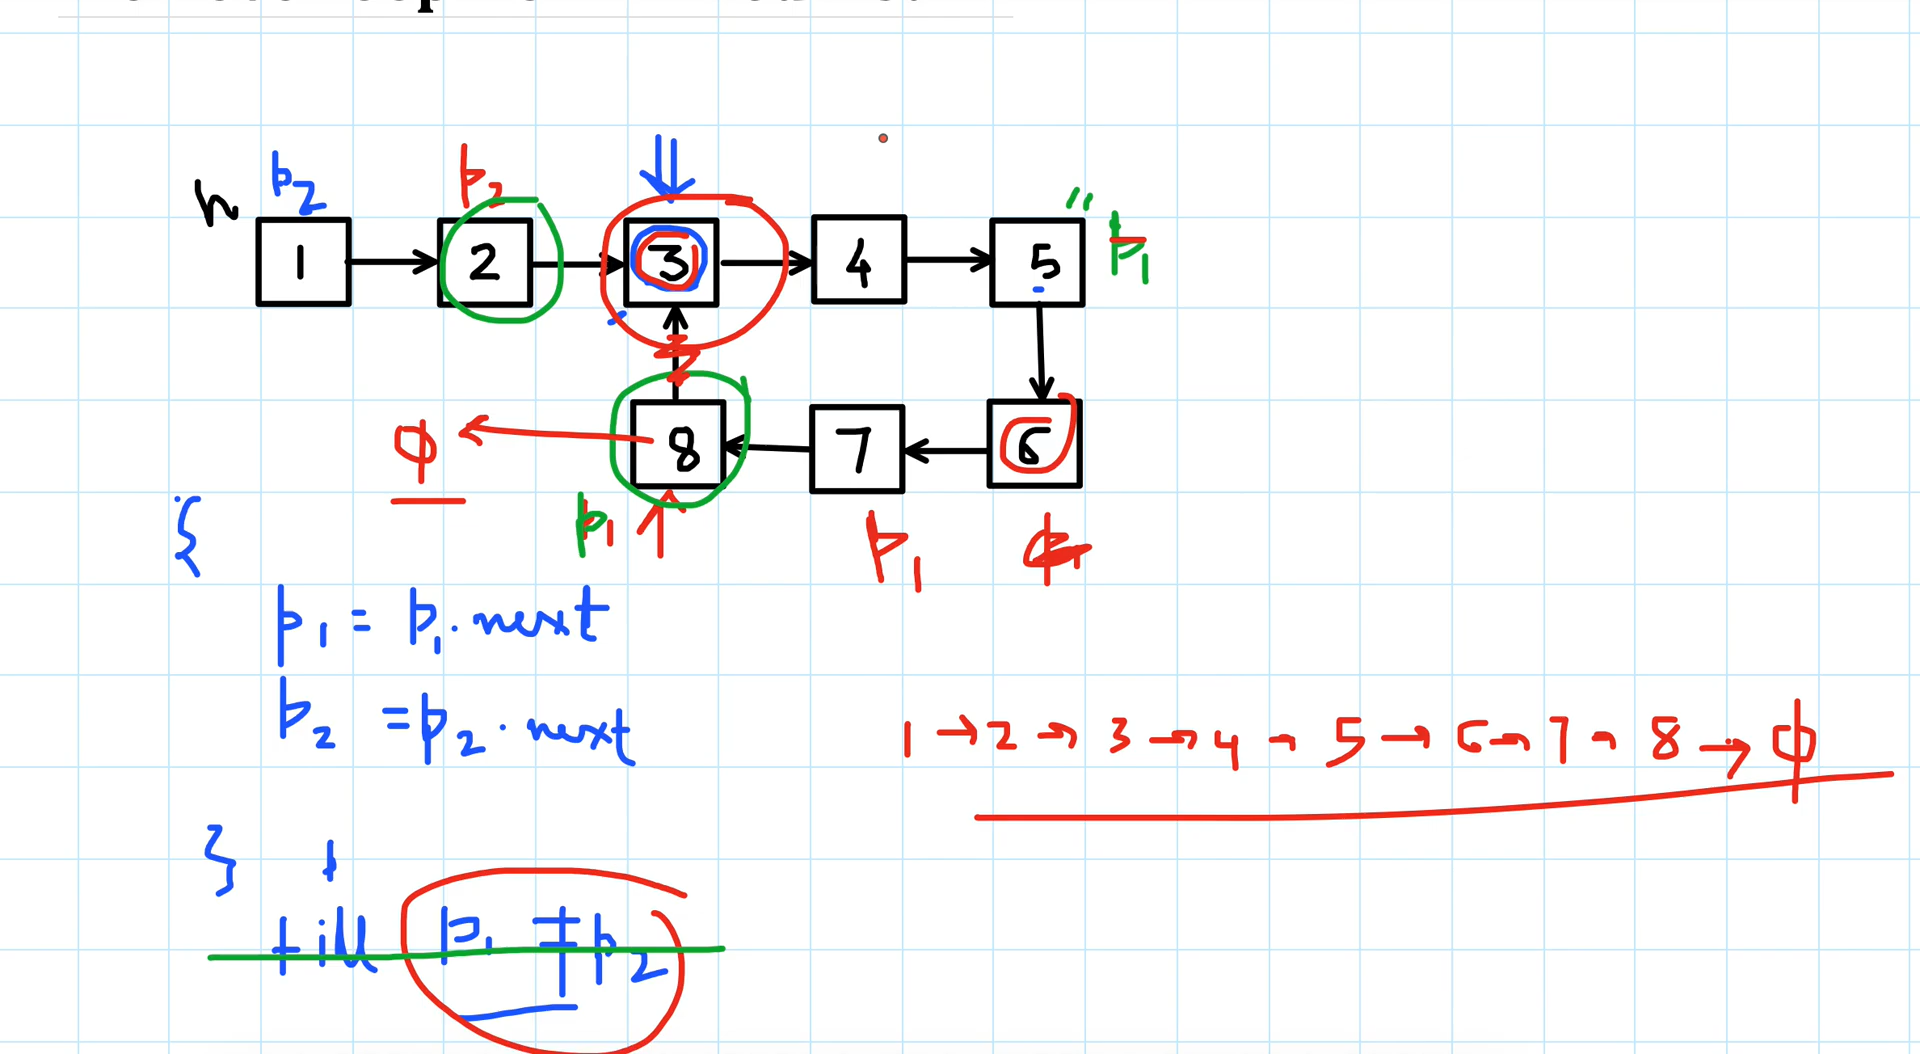 h p2 p2 p1
1 2 3 4 5
ϕ 8 7 6
p1 p1
{
p1 = p1.next
p2 = p2.next
1 → 2 → 3 → 4 → 5 → 6 → 7 → 8 → ϕ
}
till p1 ≠ p2